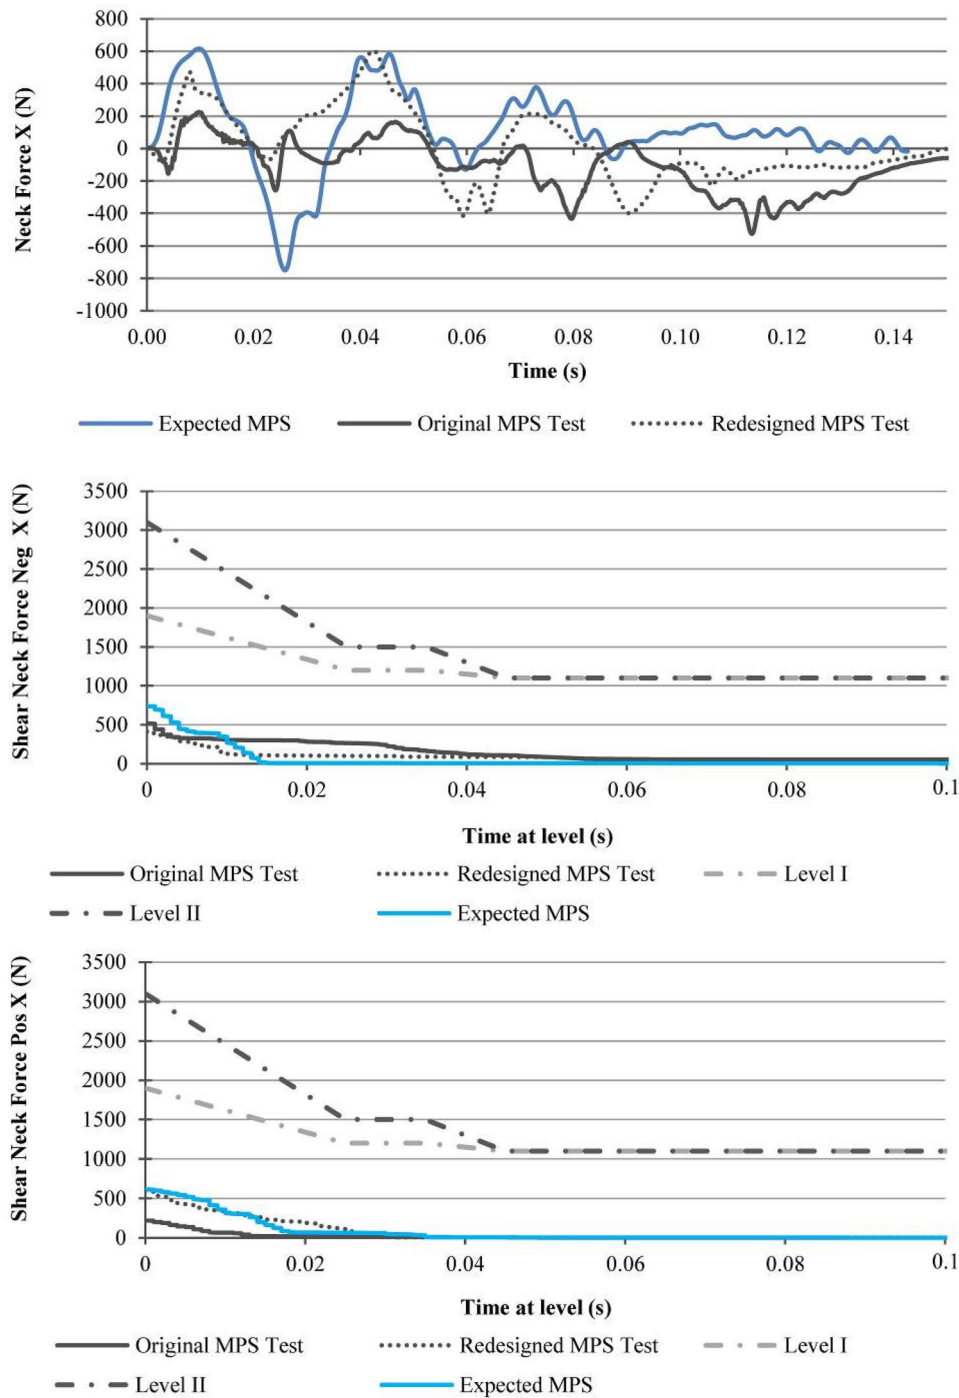 800
600
400
200
0
-200
-400
-600
-800
-1000
Neck Force X (N)
0.00 0.02 0.04 0.06 0.08 0.10 0.12 0.14
Time (s)
Expected MPS Original MPS Test Redesigned MPS Test
3500
3000
2500
2000
1500
1000
500
0
Shear Neck Force Neg X (N)
0 0.02 0.04 0.06 0.08 0.1
Time at level (s)
Original MPS Test Redesigned MPS Test Level I
Level II Expected MPS
3500
3000
2500
2000
1500
1000
500
0
Shear Neck Force Pos X (N)
0 0.02 0.04 0.06 0.08 0.1
Time at level (s)
Original MPS Test Redesigned MPS Test Level I
Level II Expected MPS